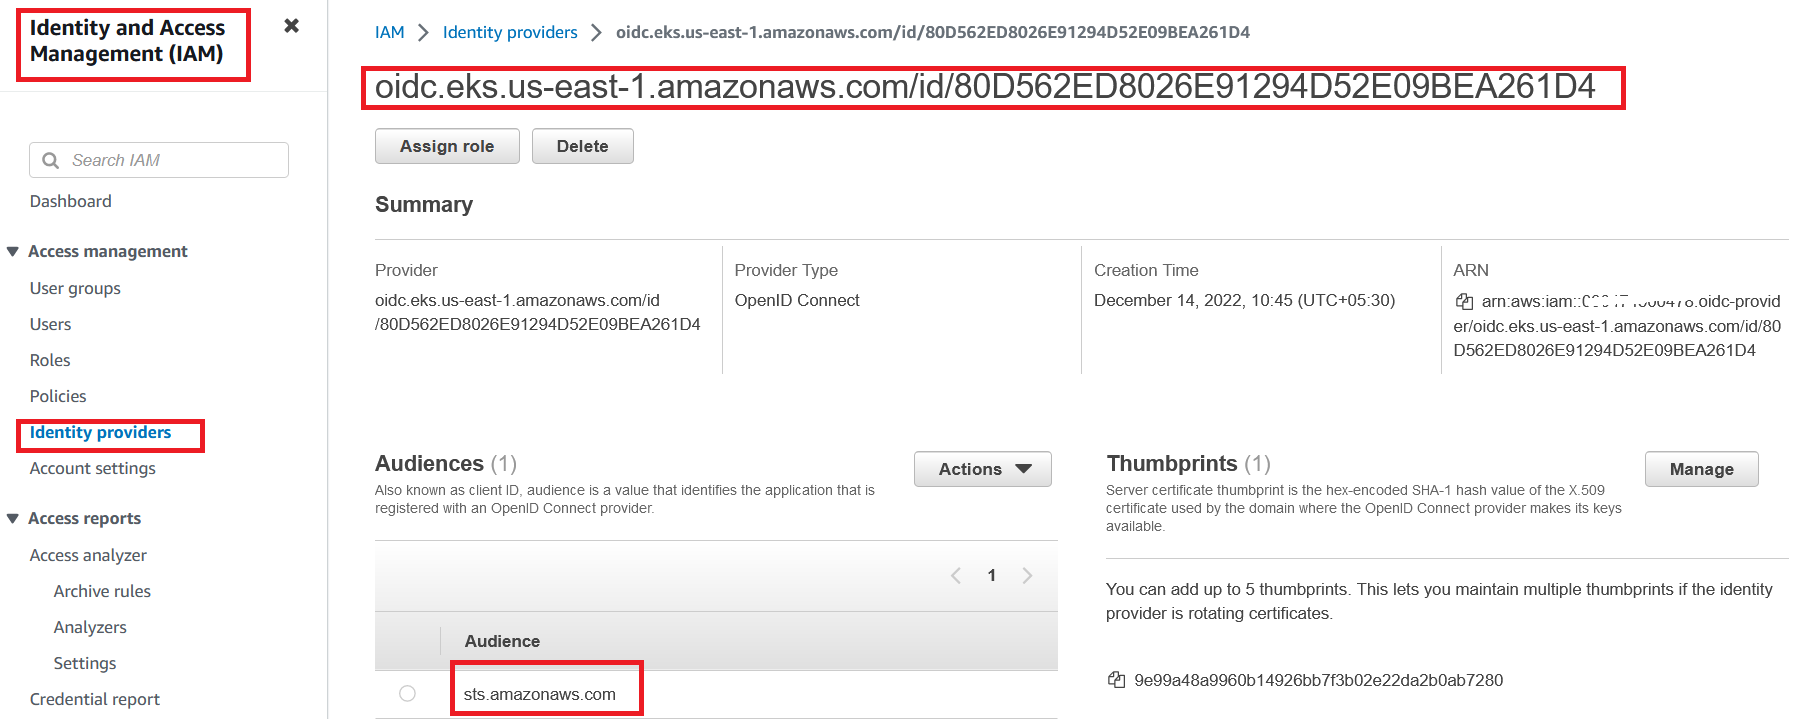 Identity and Access
Management (IAM)
Search IAM
Dashboard
Access management
User groups
Users
Roles
Policies
Identity providers
Account settings
Access reports
Access analyzer
Archive rules
Analyzers
Settings
Credential report
IAM > Identity providers > oidc.eks.us-east-1.amazonaws.com/id/80D562ED8026E91294D52E09BEA261D4
oidc.eks.us-east-1.amazonaws.com/id/80D562ED8026E91294D52E09BEA261D4
Assign role Delete
Summary
Provider
oidc.eks.us-east-1.amazonaws.com/id
/80D562ED8026E91294D52E09BEA261D4
Provider Type
OpenID Connect
Creation Time
December 14, 2022, 10:45 (UTC+05:30)
ARN
arn:aws:iam:: oidc-provid
er/oidc.eks.us-east-1.amazonaws.com/id/80
D562ED8026E91294D52E09BEA261D4
Audiences (1)
Actions
Also known as client ID, audience is a value that identifies the application that is
registered with an OpenID Connect provider.
1
Audience
sts.amazonaws.com
Thumbprints (1)
Manage
Server certificate thumbprint is the hex-encoded SHA-1 hash value of the X.509
certificate used by the domain where the OpenID Connect provider makes its keys
available.
You can add up to 5 thumbprints. This lets you maintain multiple thumbprints if the identity
provider is rotating certificates.
9e99a48a9960b14926bb7f3b02e22da2b0ab7280